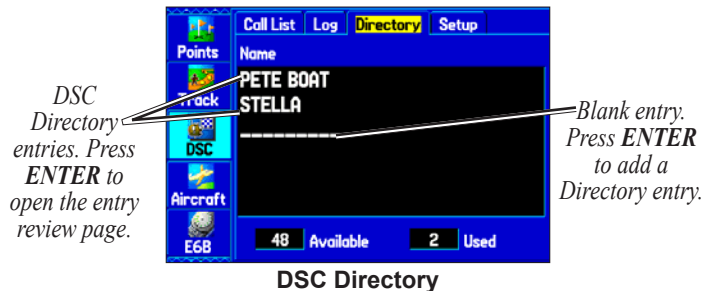 Call List Log Directory Setup
Points
Track
DSC
Aircraft
E6B
Name
PETE BOAT
STELLA
_ _ _ _ _ _ _ _ _ _
48 Available 2 Used
DSC
Directory
entries. Press
ENTER to
open the entry
review page.
Blank entry.
Press ENTER
to add a
Directory entry.
DSC Directory